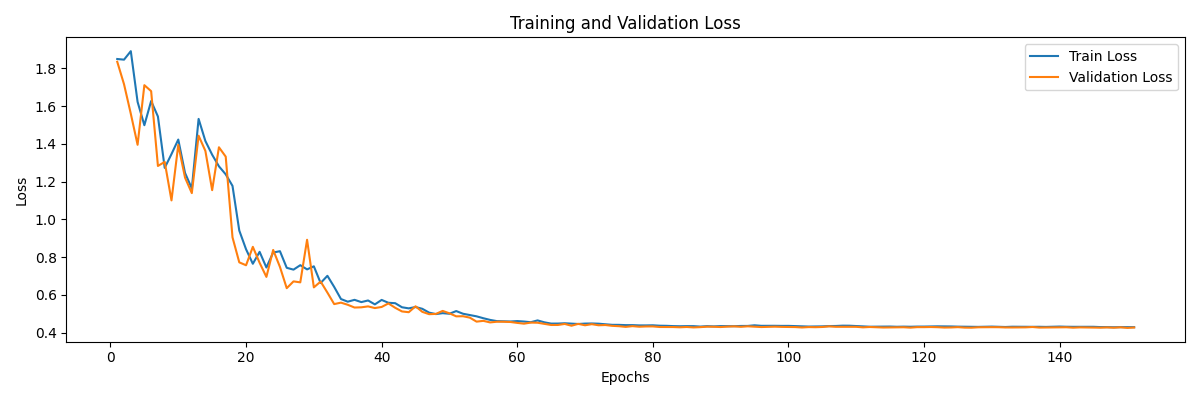 Training and Validation Loss
Train Loss
Validation Loss
1.8
1.6
1.4
1.2
1.0
0.8
0.6
0.4
Loss
0 20 40 60 80 100 120 140
Epochs